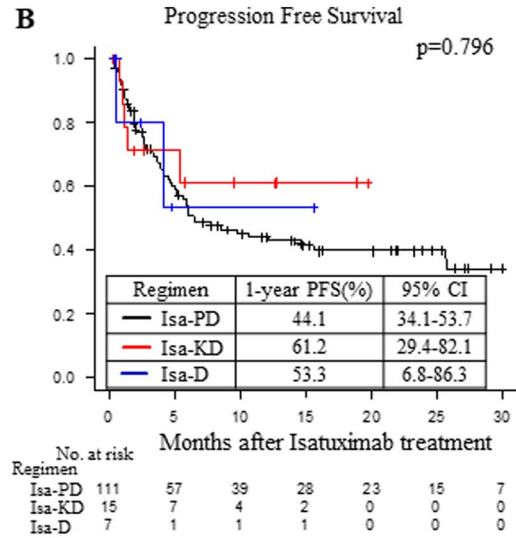 B
Progression Free Survival
p=0.796
1.0
0.8
0.6
0.4
0.2
0.0
Regimen 1-year PFS(%) 95% CI
Isa-PD 44.1 34.1-53.7
Isa-KD 61.2 29.4-82.1
Isa-D 53.3 6.8-86.3
0 5 10 15 20 25 30
Months after Isatuximab treatment
No. at risk
Regimen
Isa-PD 111 57 39 28 23 15 7
Isa-KD 15 7 4 2 0 0 0
Isa-D 7 1 1 1 0 0 0